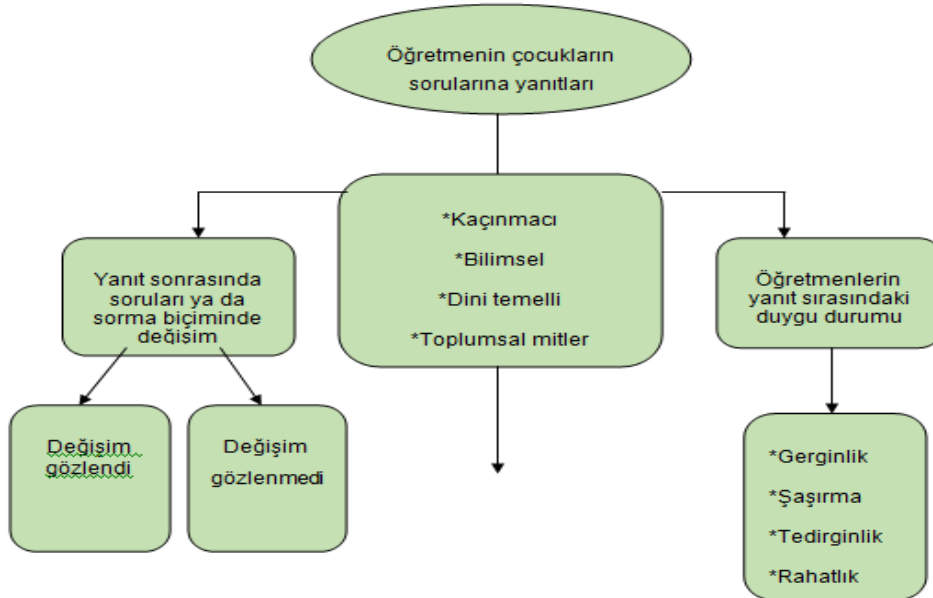 Öğretmenin çocukların
sorularına yanıtları
*Kaçınmacı
*Bilimsel
*Dini temelli
*Toplumsal mitler
Yanıt sonrasında
soruları ya da
sorma biçiminde
değişim
Öğretmenlerin
yanıt sırasındaki
duygu durumu
Değişim
gözlendi
Değişim
gözlenmedi
*Gerginlik
*Şaşırma
*Tedirginlik
*Rahatlık